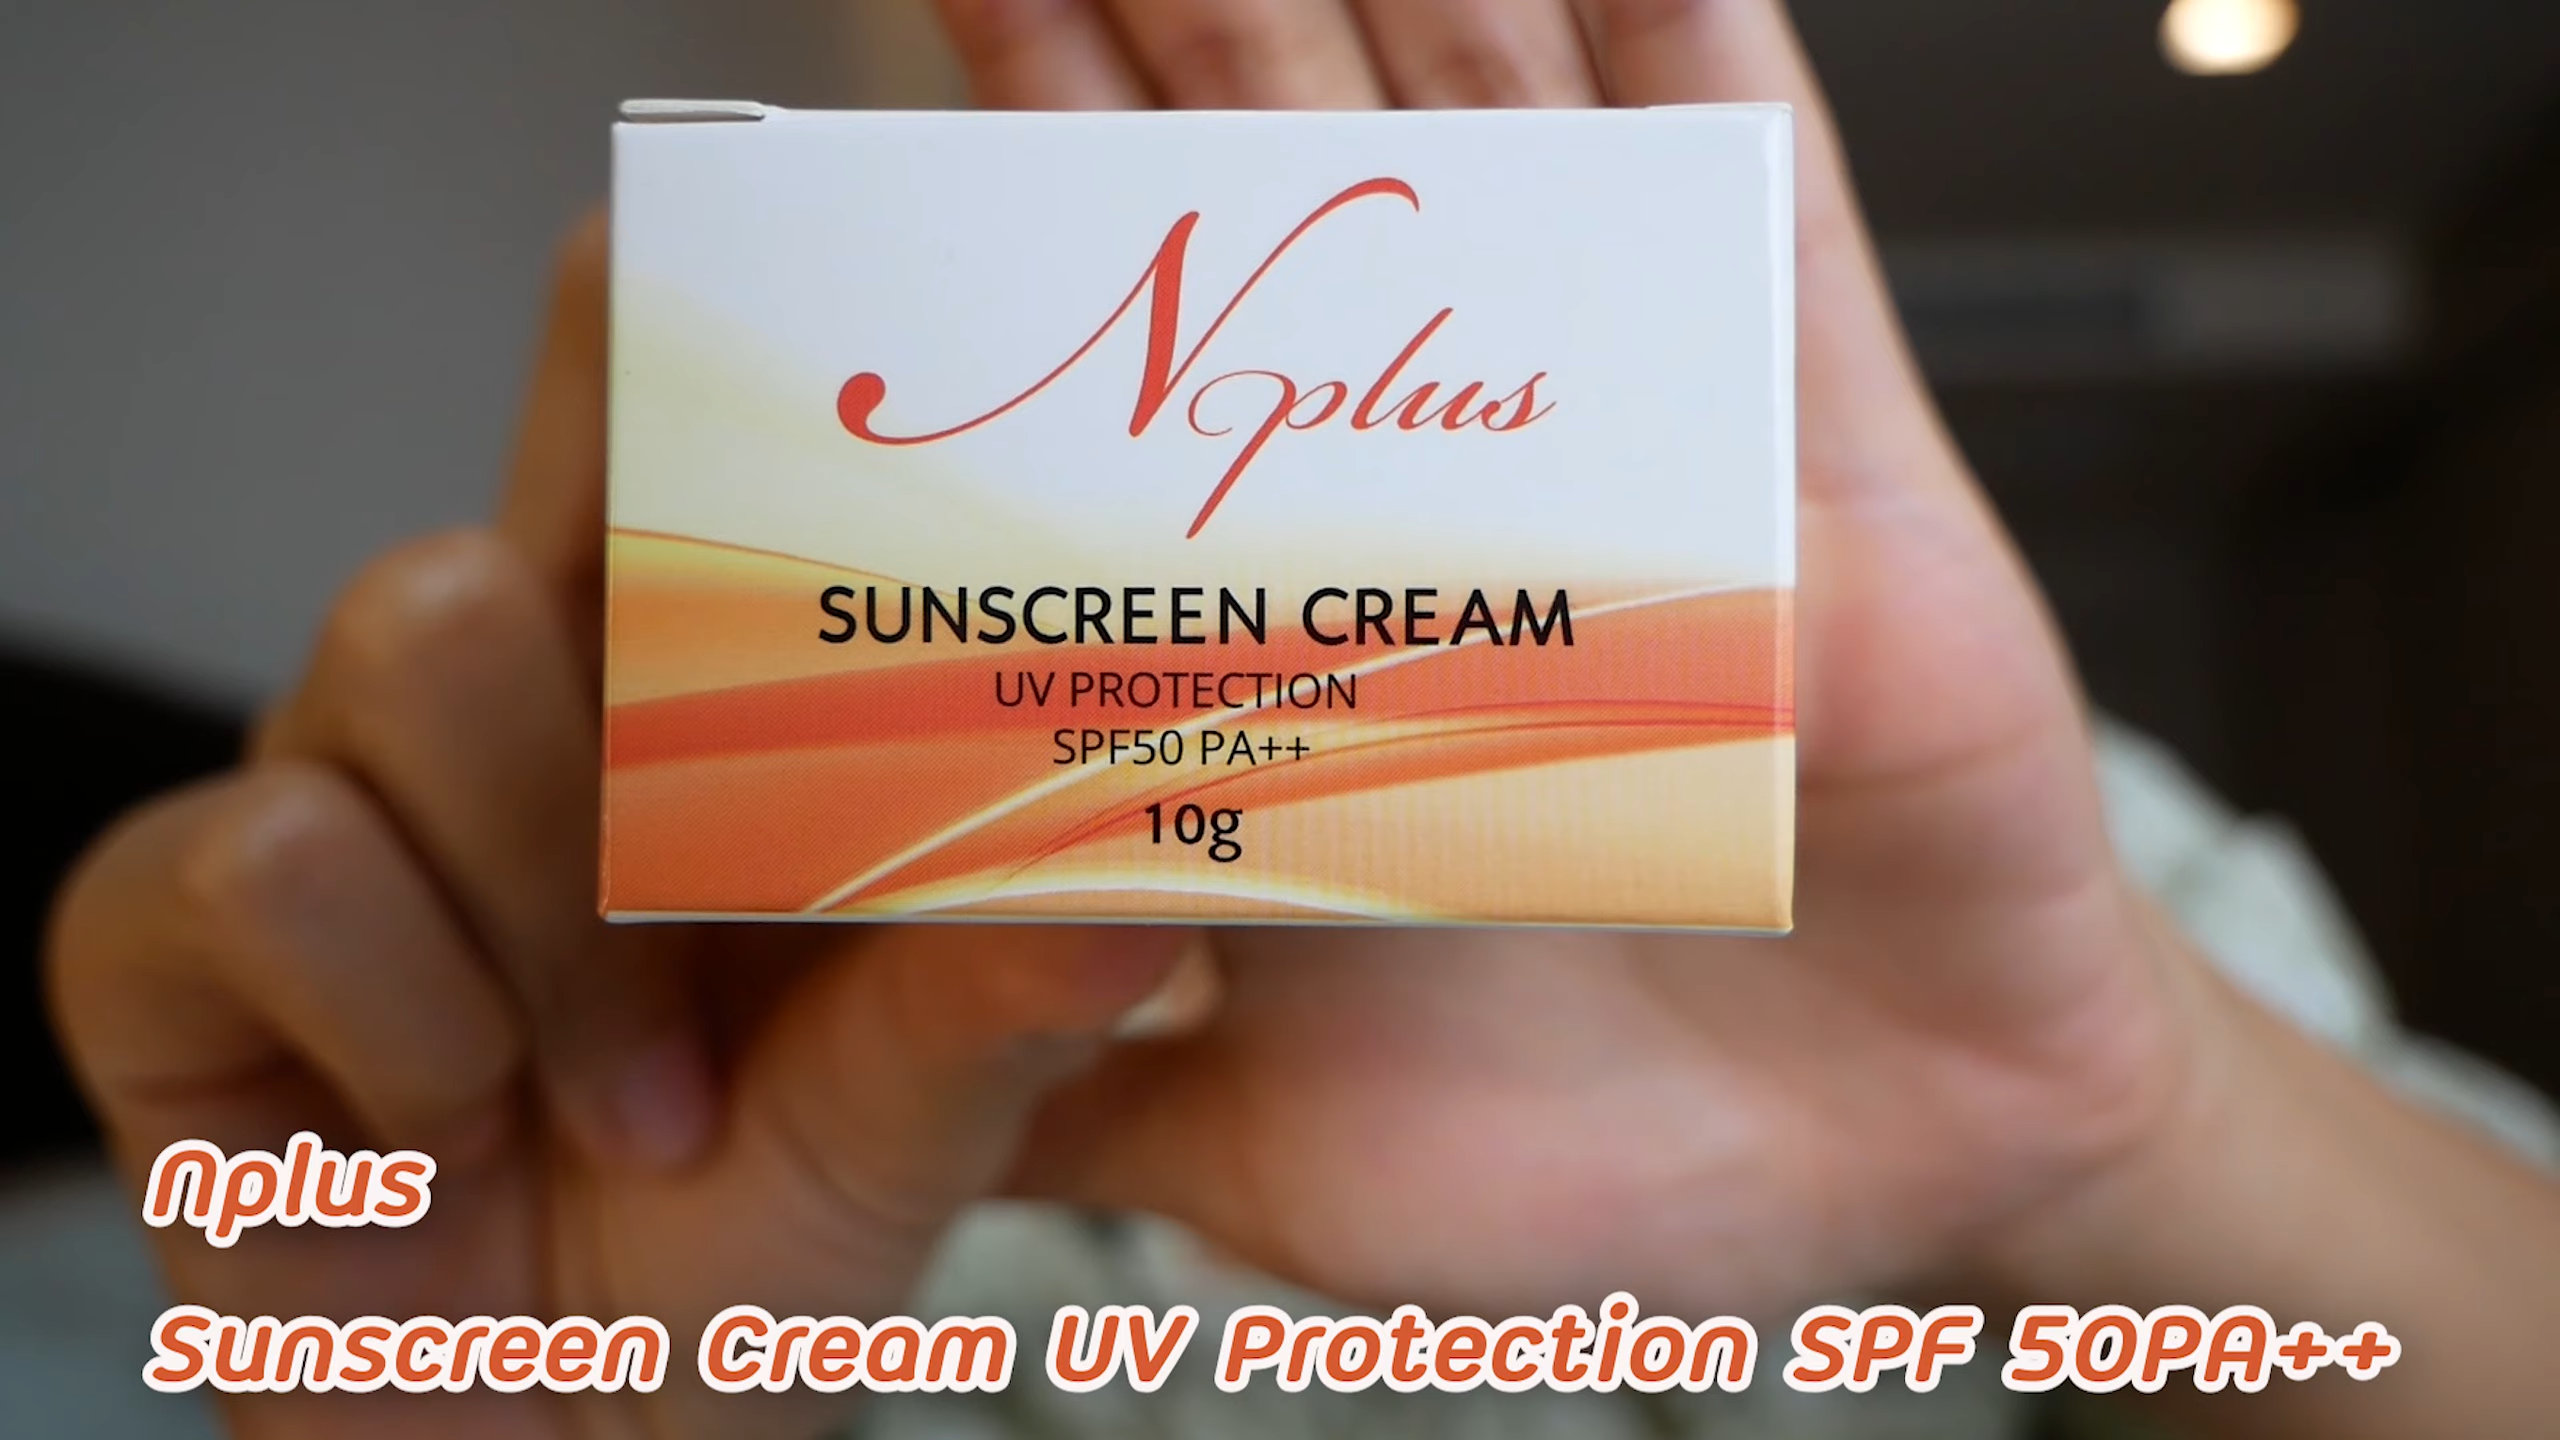 Nplus
SUNSCREEN CREAM
UV PROTECTION
SPF50 PA++
10g
Nplus
Sunscreen Cream UV Protection SPF 50PA++